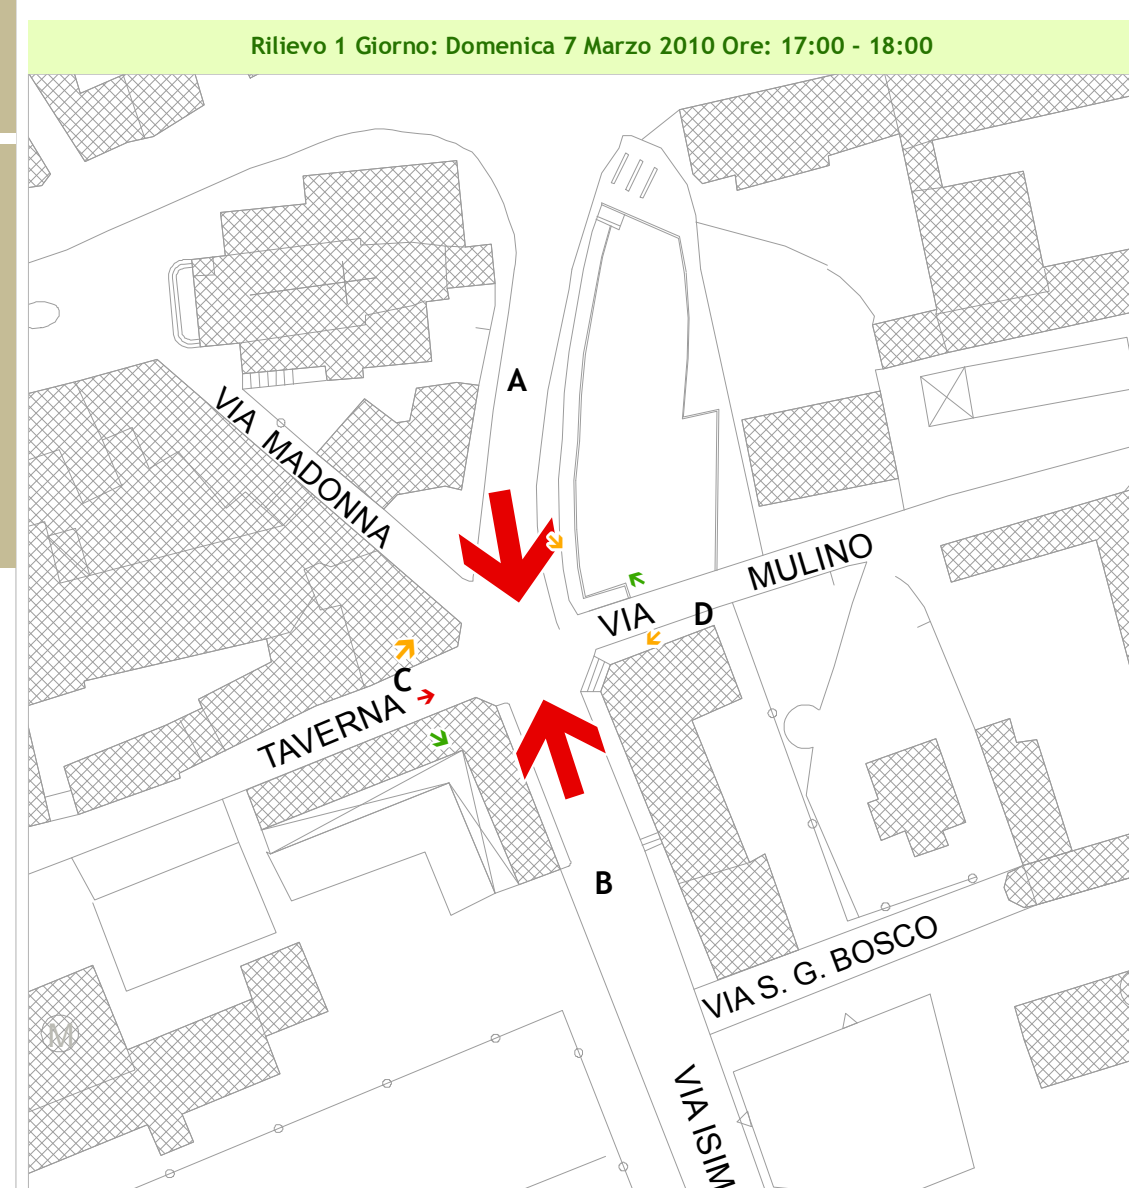 Rilievo 1 Giorno: Domenica 7 Marzo 2010 Ore: 17:00 - 18:00
A
VIA MADONNA
MULINO
VIA
D
C
TAVERNA
B
VIA S. G. BOSCO
M
VIA ISIM